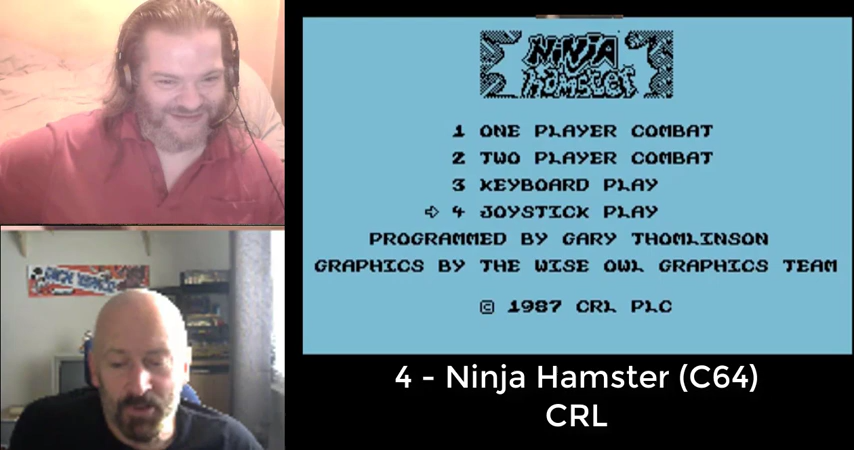 NINJA
HAMSTER
1 ONE PLAYER COMBAT
2 TWO PLAYER COMBAT
3 KEYBOARD PLAY
4 JOYSTICK PLAY
PROGRAMMED BY GARY THOMLINSON
GRAPHICS BY THE WISE OWL GRAPHICS TEAM
© 1987 CRL PLC
4 - Ninja Hamster (C64)
CRL